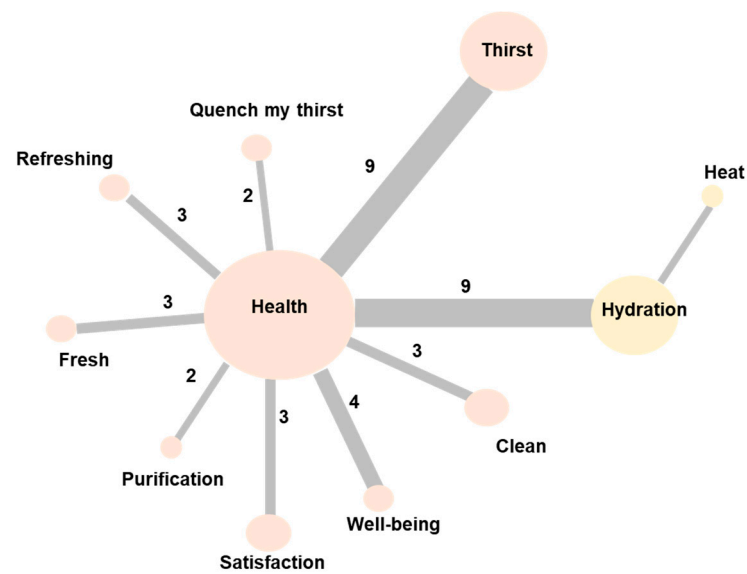 Thirst
Quench my thirst
Refreshing
9
Heat
2
3
9
3
Health
Hydration
3
Fresh
2
4
3
Clean
Purification
Well-being
Satisfaction